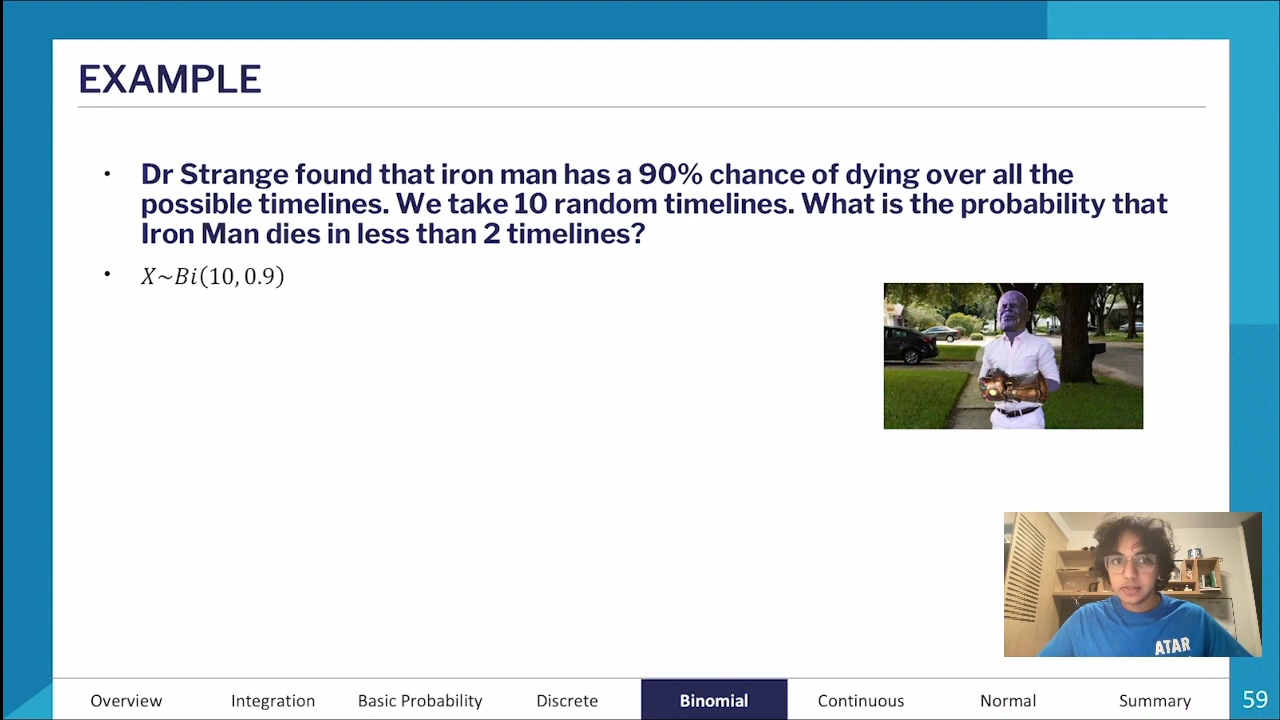 EXAMPLE
• Dr Strange found that iron man has a 90% chance of dying over all the
possible timelines. We take 10 random timelines. What is the probability that
Iron Man dies in less than 2 timelines?
• X~Bi(10, 0.9)
ATAR
Overview Integration Basic Probability Discrete Binomial Continuous Normal Summary 59